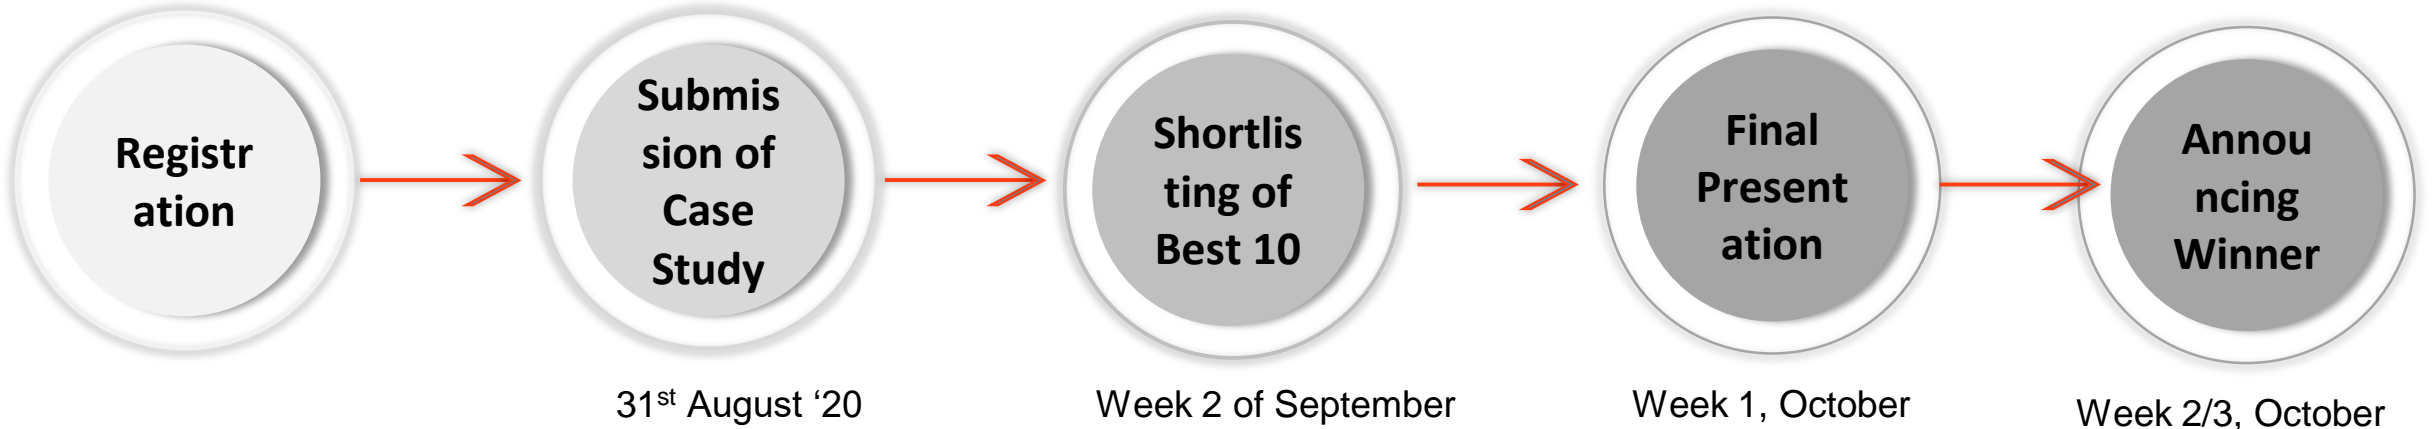 Registr
ation
Submis
sion of
Case
Study
Shortlis
ting of
Best 10
Final
Present
ation
Annou
ncing
Winner
31st August ‘20
Week 2 of September
Week 1, October
Week 2/3, October